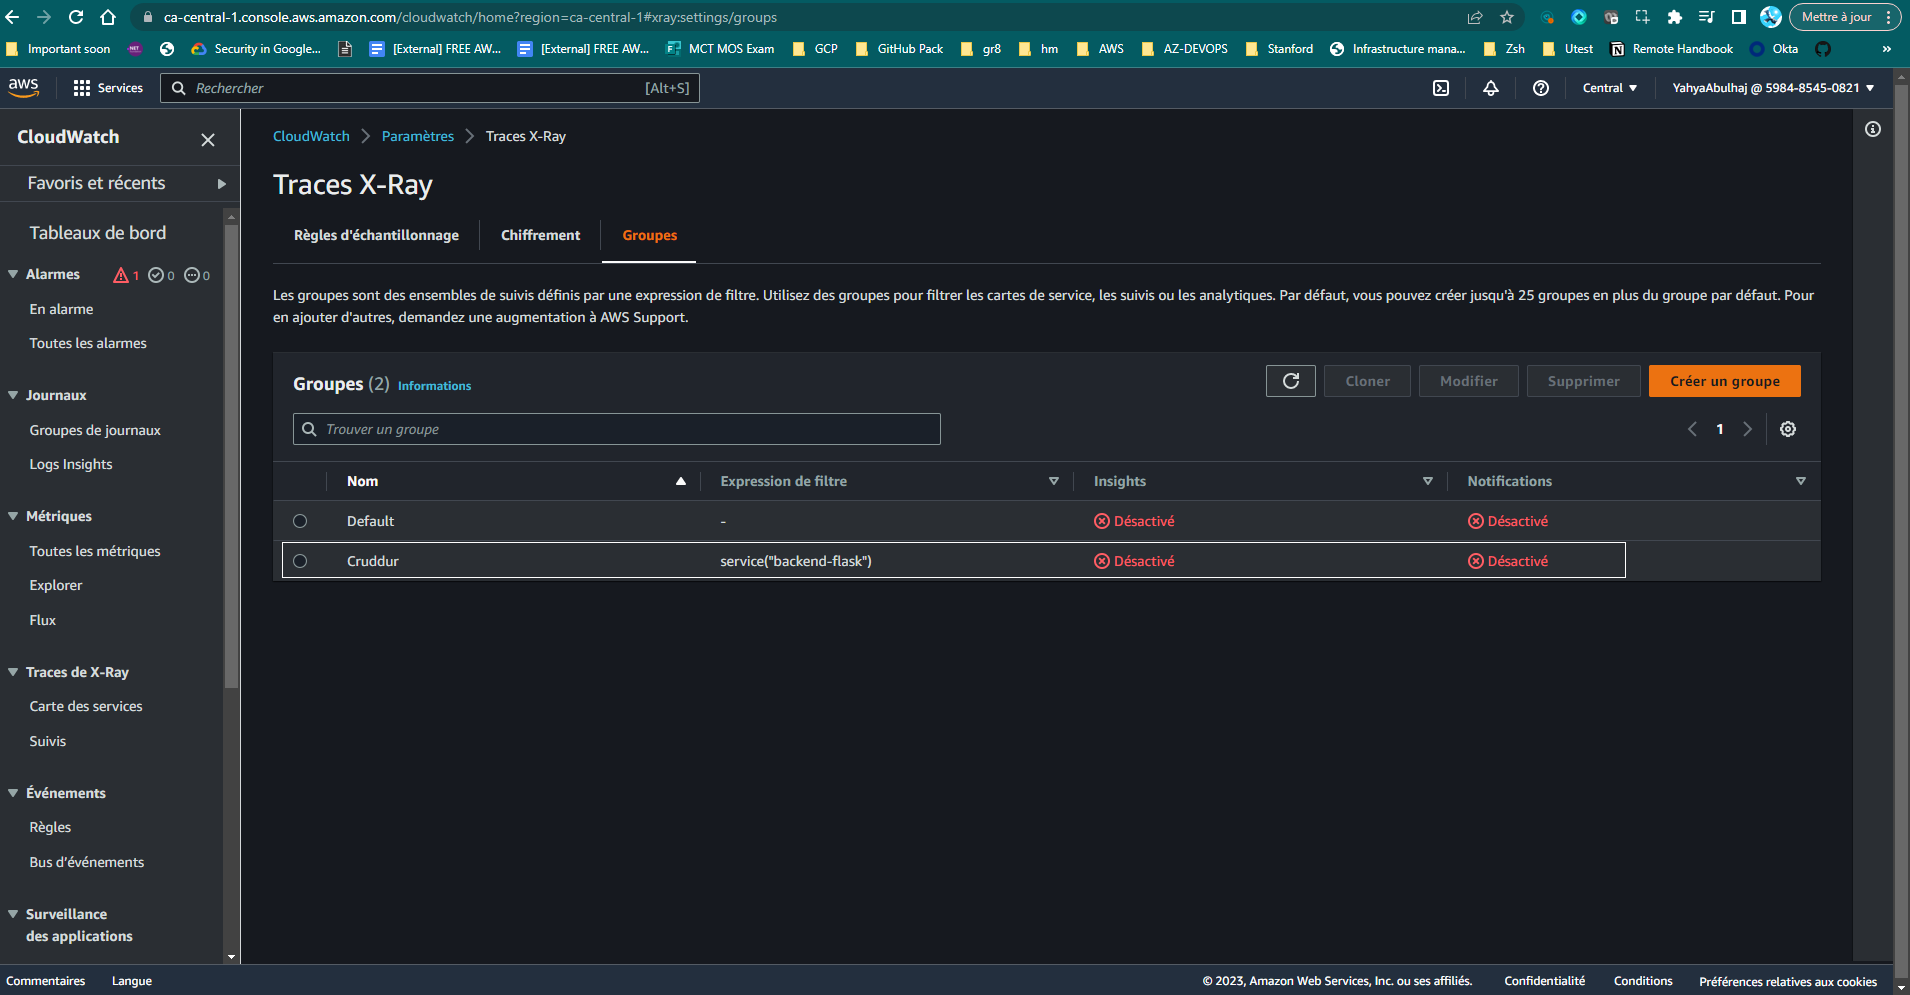 ca-central-1.console.aws.amazon.com/cloudwatch/home?region=ca-central-1#xray:settings/groups
Mettre à jour
Important soon
.NET
Security in Google...
[External] FREE AW...
[External] FREE AW...
MCT MOS Exam
GCP
GitHub Pack
gr8
hm
AWS
AZ-DEVOPS
Stanford
Infrastructure mana...
Zsh
Utest
Remote Handbook
Okta
»
aws
Services
Rechercher
[Alt+S]
Central
YahyaAbulhaj @ 5984-8545-0821
CloudWatch
Favoris et récents
Tableaux de bord
Alarmes 1 0 0
En alarme
Toutes les alarmes
Journaux
Groupes de journaux
Logs Insights
Métriques
Toutes les métriques
Explorer
Flux
Traces de X-Ray
Carte des services
Suivis
Événements
Règles
Bus d'événements
Surveillance
des applications
CloudWatch
Paramètres
Traces X-Ray
Traces X-Ray
Règles d'échantillonnage
Chiffrement
Groupes
Les groupes sont des ensembles de suivis définis par une expression de filtre. Utilisez des groupes pour filtrer les cartes de service, les suivis ou les analytiques. Par défaut, vous pouvez créer jusqu'à 25 groupes en plus du groupe par défaut. Pour
en ajouter d'autres, demandez une augmentation à AWS Support.
Groupes (2) Informations
Cloner
Modifier
Supprimer
Créer un groupe
Trouver un groupe
1
Nom
Expression de filtre
Insights
Notifications
Default - Désactivé Désactivé
Cruddur service("backend-flask") Désactivé Désactivé
Commentaires
Langue
© 2023, Amazon Web Services, Inc. ou ses affiliés.
Confidentialité
Conditions
Préférences relatives aux cookies